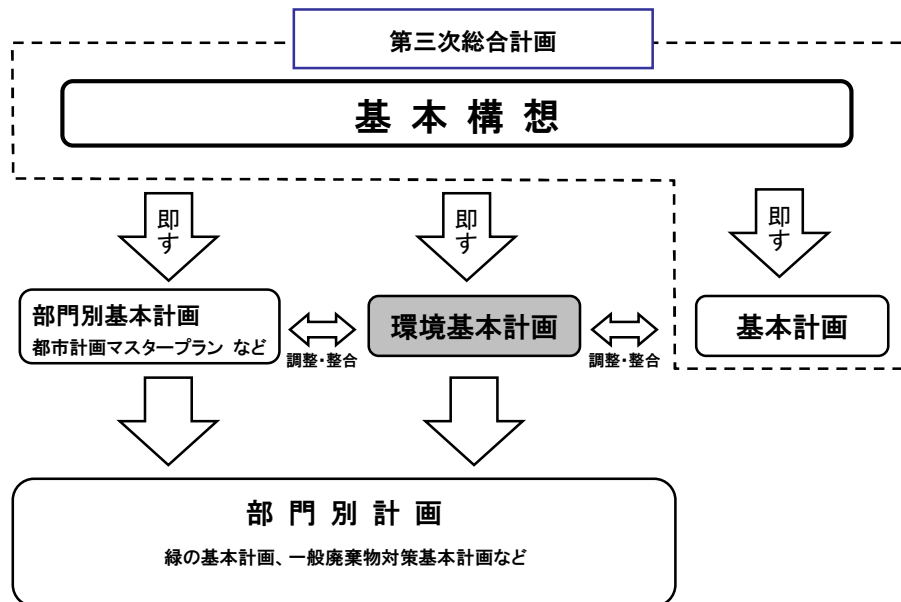 第三次総合計画
基本構想
即す
即す
即す
部門別基本計画
都市計画マスタープラン など
調整・整合
環境基本計画
調整・整合
基本計画
部門別計画
緑の基本計画、一般廃棄物対策基本計画など